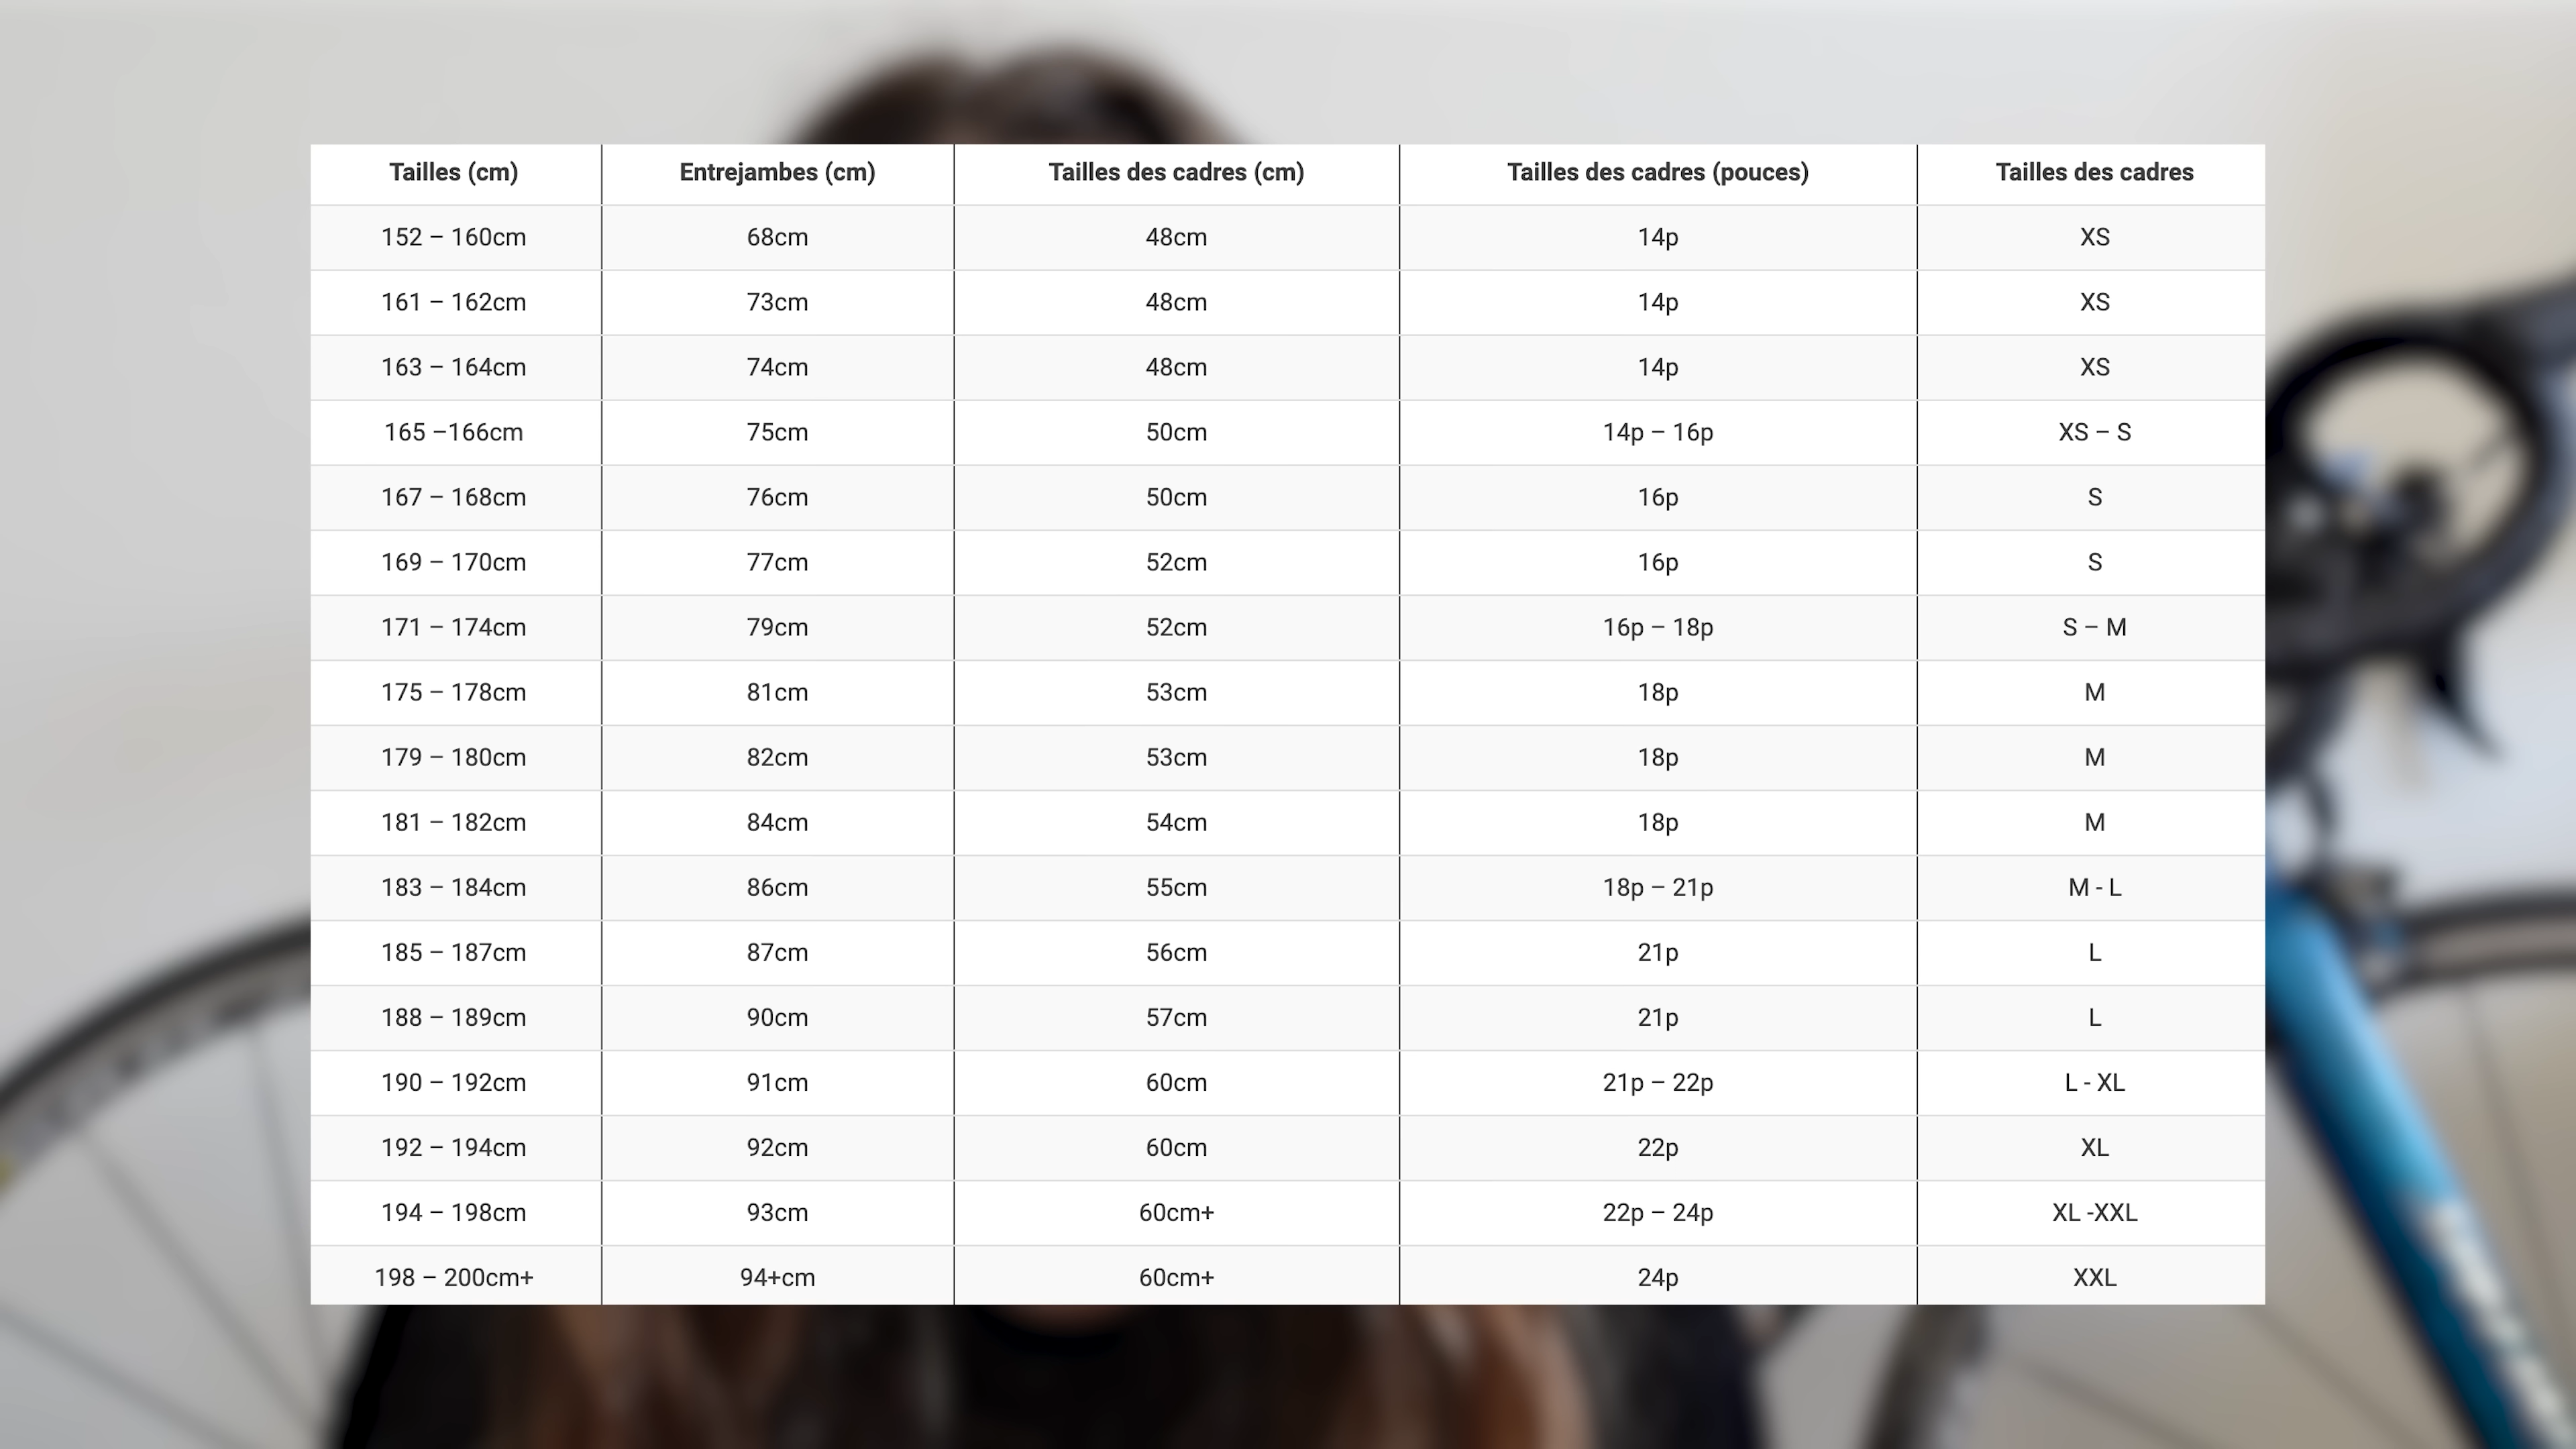 Tailles (cm) Entrejambes (cm) Tailles des cadres (cm) Tailles des cadres (pouces) Tailles des cadres
152 – 160cm 68cm 48cm 14p XS
161 – 162cm 73cm 48cm 14p XS
163 – 164cm 74cm 48cm 14p XS
165 –166cm 75cm 50cm 14p – 16p XS – S
167 – 168cm 76cm 50cm 16p S
169 – 170cm 77cm 52cm 16p S
171 – 174cm 79cm 52cm 16p – 18p S – M
175 – 178cm 81cm 53cm 18p M
179 – 180cm 82cm 53cm 18p M
181 – 182cm 84cm 54cm 18p M
183 – 184cm 86cm 55cm 18p – 21p M - L
185 – 187cm 87cm 56cm 21p L
188 – 189cm 90cm 57cm 21p L
190 – 192cm 91cm 60cm 21p – 22p L - XL
192 – 194cm 92cm 60cm 22p XL
194 – 198cm 93cm 60cm+ 22p – 24p XL -XXL
198 – 200cm+ 94+cm 60cm+ 24p XXL